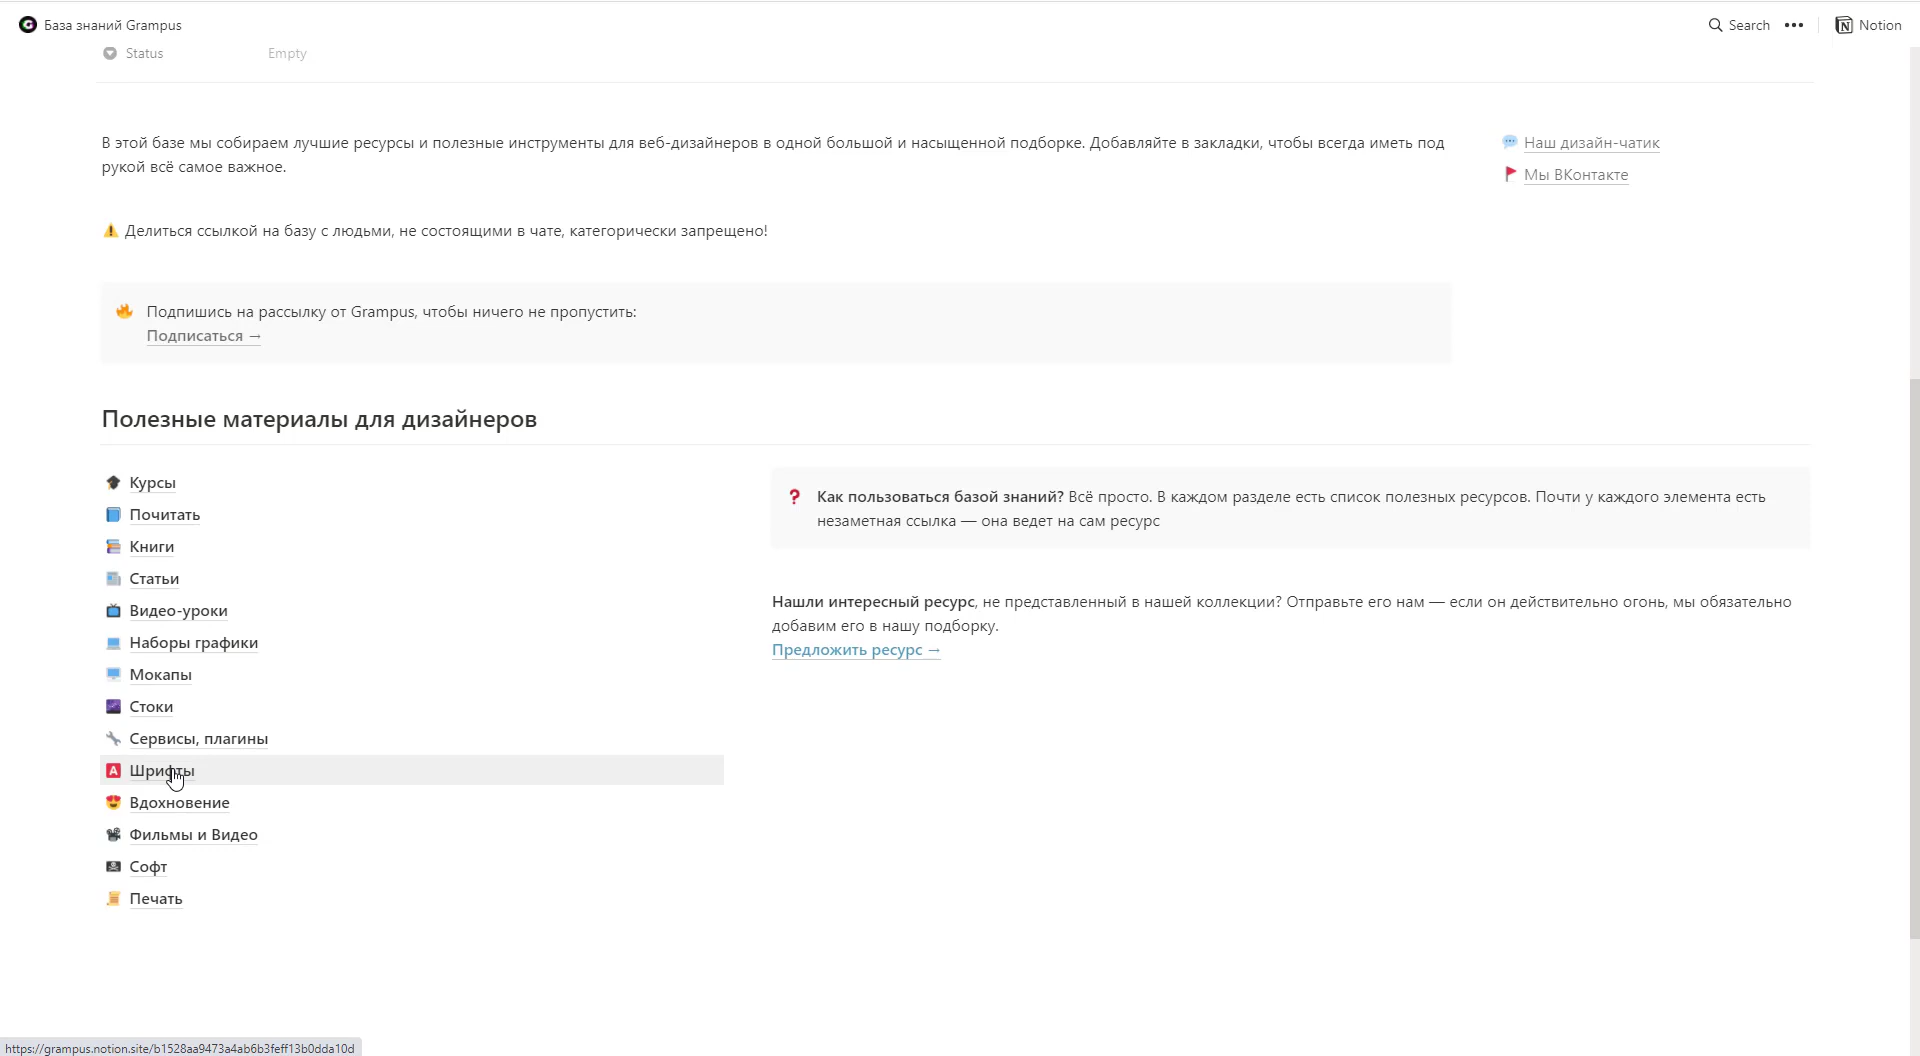 База знаний Grampus
Search
Notion
Status
Empty
В этой базе мы собираем лучшие ресурсы и полезные инструменты для веб-дизайнеров в одной большой и насыщенной подборке. Добавляйте в закладки, чтобы всегда иметь под
рукой всё самое важное.
Наш дизайн-чатик
Мы ВКонтакте
Делиться ссылкой на базу с людьми, не состоящими в чате, категорически запрещено!
Подпишись на рассылку от Grampus, чтобы ничего не пропустить:
Подписаться →
Полезные материалы для дизайнеров
Курсы
Почитать
Книги
Статьи
Видео-уроки
Наборы графики
Мокапы
Стоки
Сервисы, плагины
Шрифты
Вдохновение
Фильмы и Видео
Софт
Печать
Как пользоваться базой знаний? Всё просто. В каждом разделе есть список полезных ресурсов. Почти у каждого элемента есть
незаметная ссылка — она ведет на сам ресурс
Нашли интересный ресурс, не представленный в нашей коллекции? Отправьте его нам — если он действительно огонь, мы обязательно
добавим его в нашу подборку.
Предложить ресурс →
https://grampus.notion.site/b1528aa9473a4ab6b3feff13b0dda10d